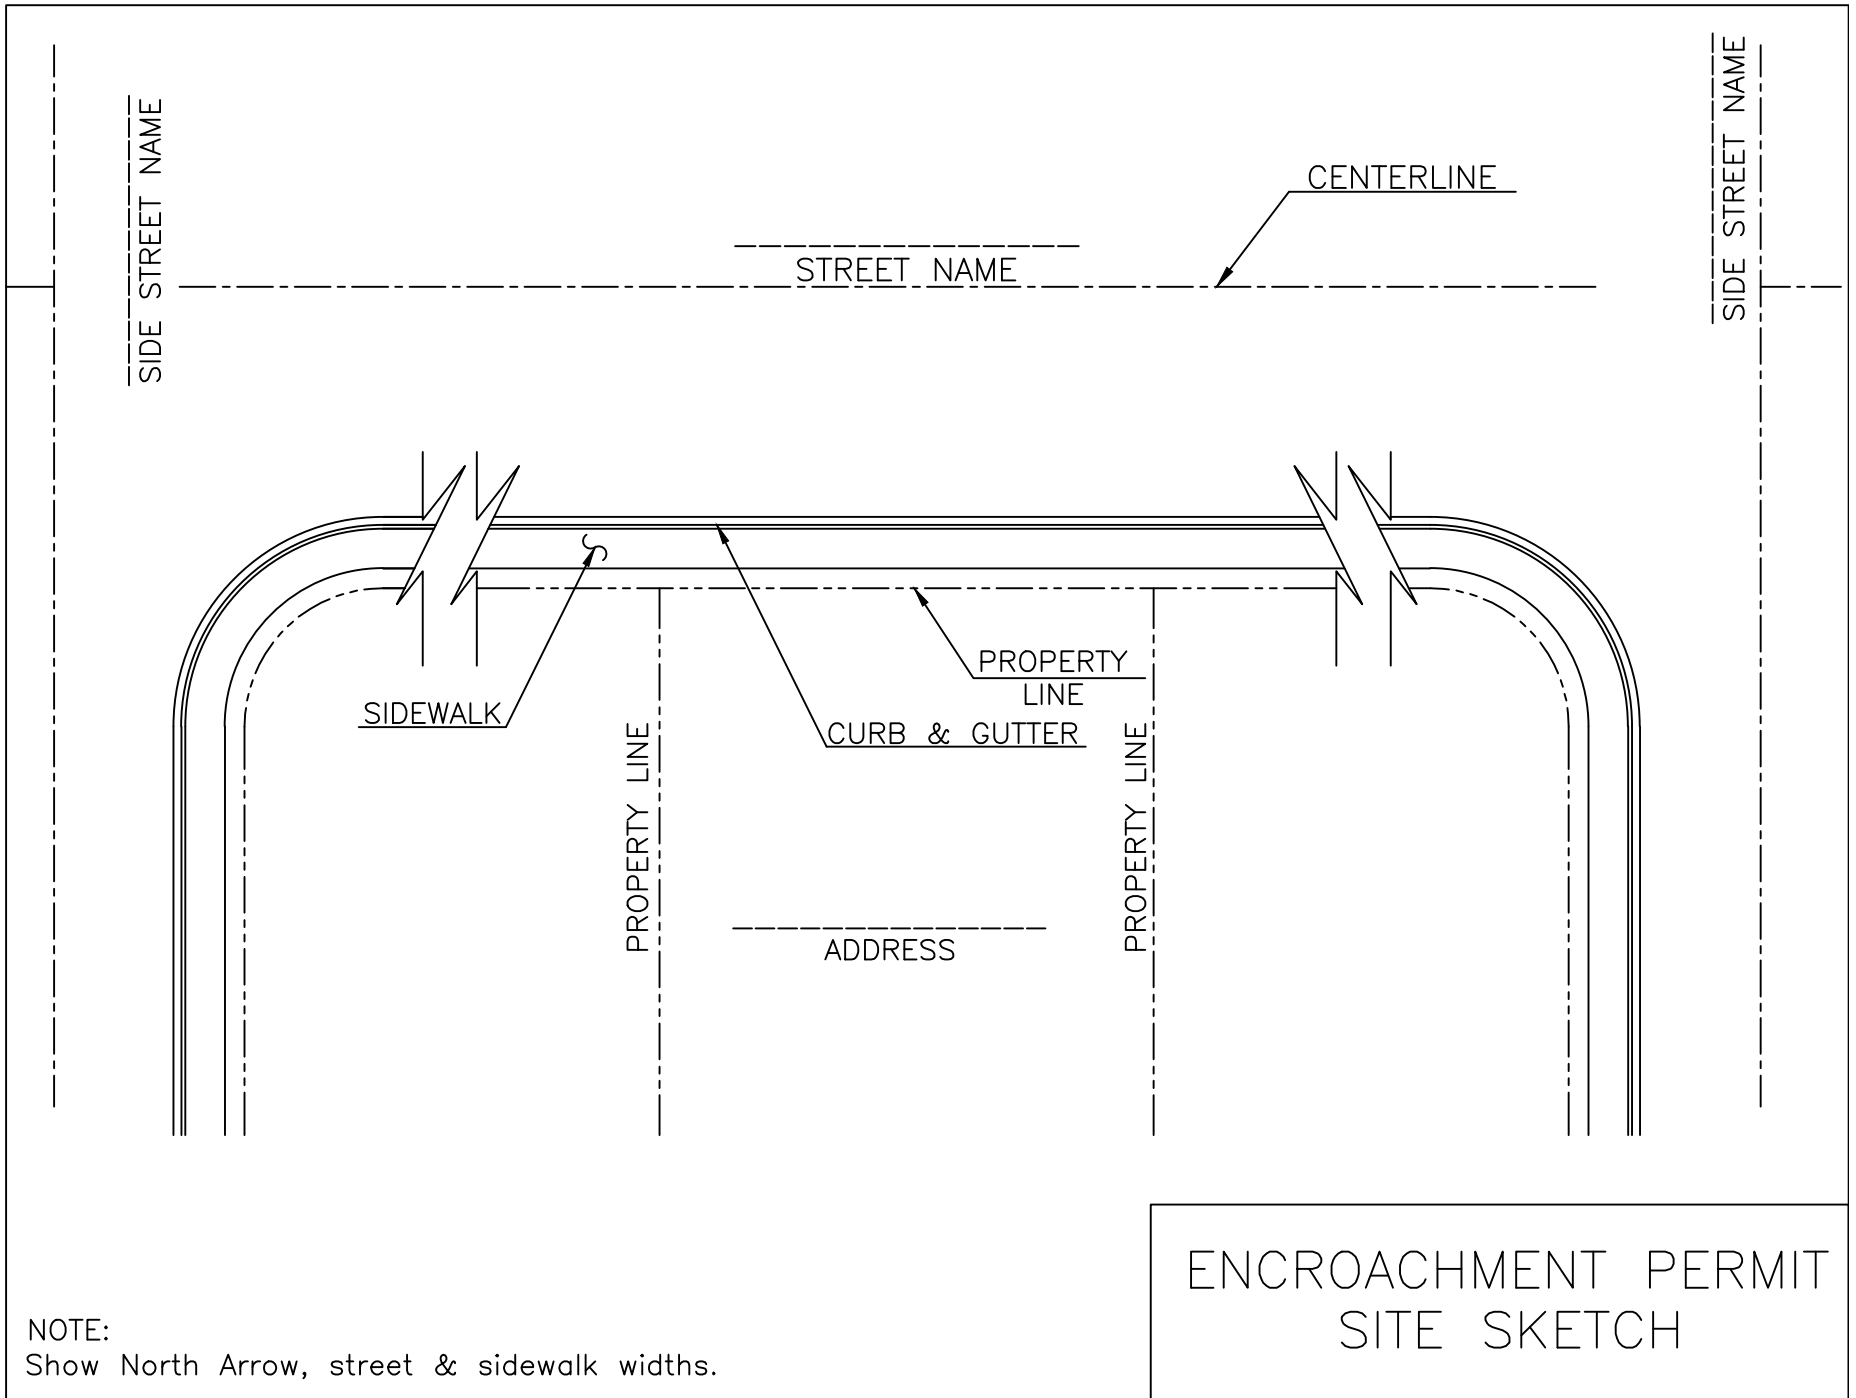 SIDE STREET NAME
SIDE STREET NAME
CENTERLINE
STREET NAME
SIDEWALK
PROPERTY
LINE
CURB & GUTTER
PROPERTY LINE
PROPERTY LINE
ADDRESS
ENCROACHMENT PERMIT
SITE SKETCH
NOTE:
Show North Arrow, street & sidewalk widths.